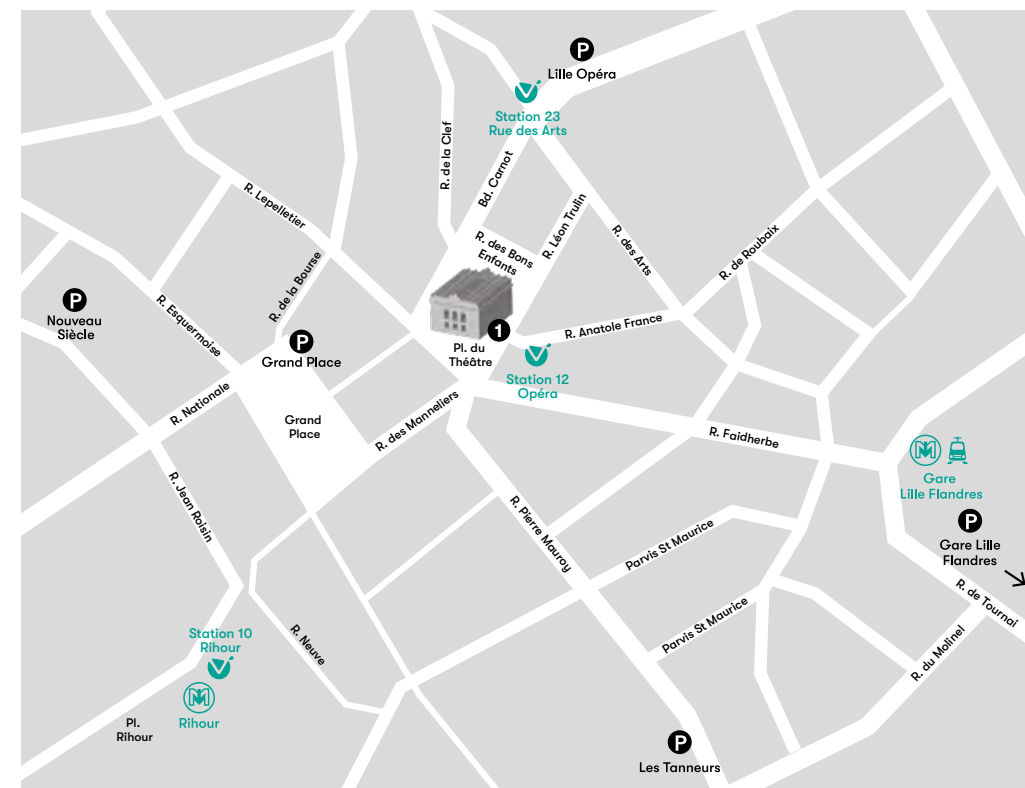 P
Lille Opéra
Station 23
Rue des Arts
R. de la Clef
Bd. Carnot
R. Lepelletier
R. Léon Trulin
R. des Bons
Enfants
R. des Arts
R. de Roubaix
R. de la Bourse
P
Nouveau
Siècle
R. Esquermoise
P
Grand Place
1
R. Anatole France
Pl. du
Théâtre
Station 12
Opéra
R. Nationale
Grand
Place
R. des Manneliers
R. Faidherbe
M
Gare
Lille Flandres
R. Jean Roisin
R. Pierre Mauroy
P
Gare Lille
Flandres
Parvis St Maurice
R. de Tournai
Parvis St Maurice
R. du Molinel
Station 10
Rihour
R. Neuve
M
Rihour
Pl.
Rihour
P
Les Tanneurs